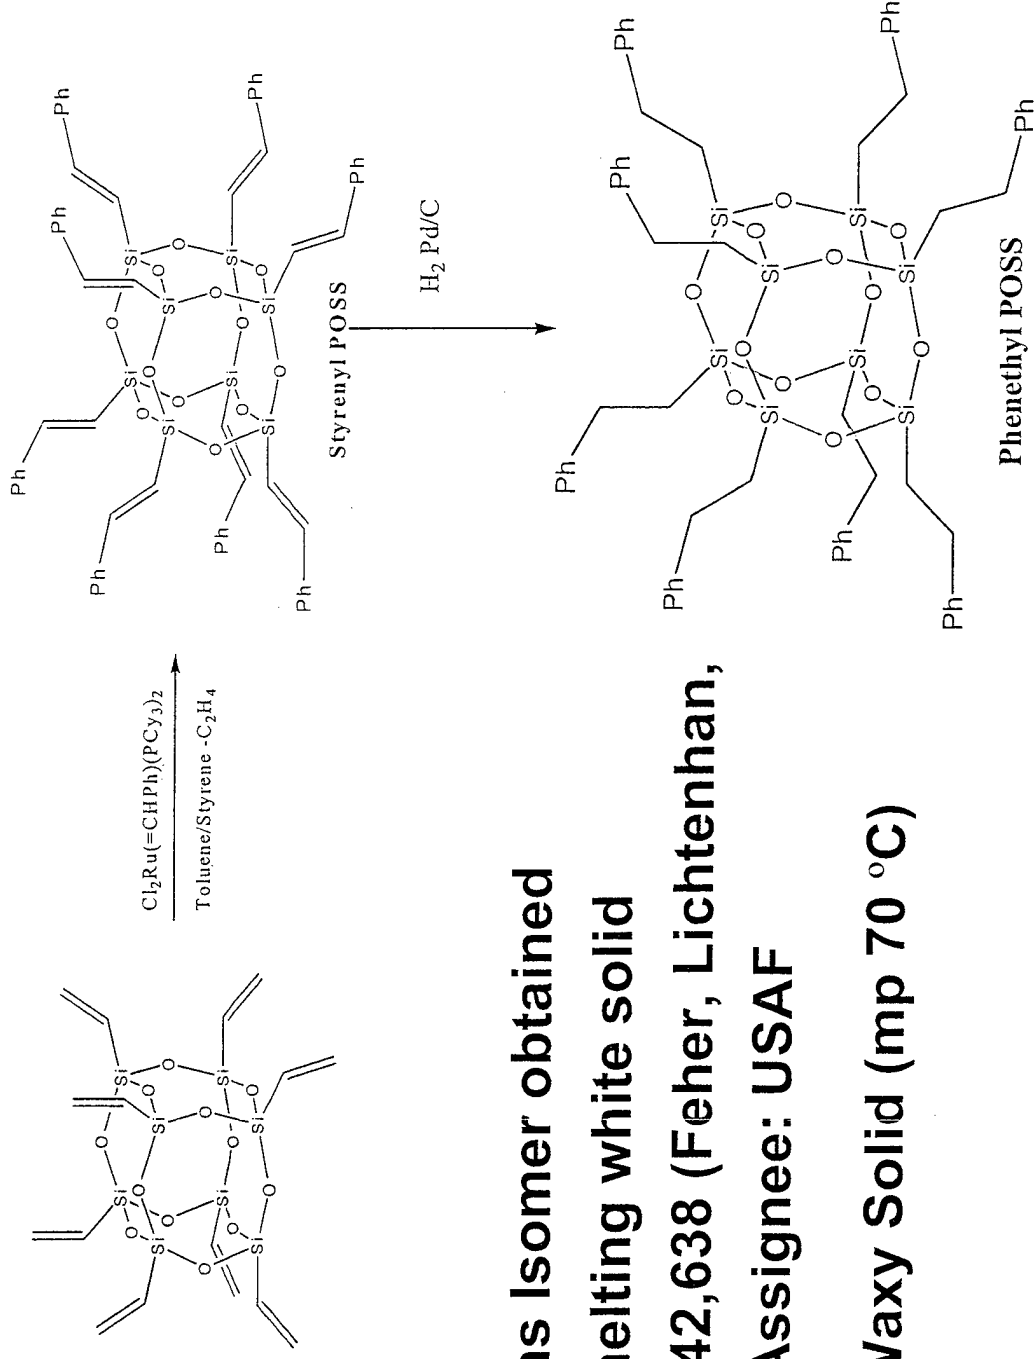 Cl₂Ru(=CHPh)(PCy₃)₂
Toluene/Styrene -C₂H₄
Styrenyl POSS
H₂ Pd/C
Isomer obtained
white solid
42,638 (Feher, Lichtenhan,
Assignee: USAF
Waxy Solid (mp 70 °C)
Phenethyl POSS